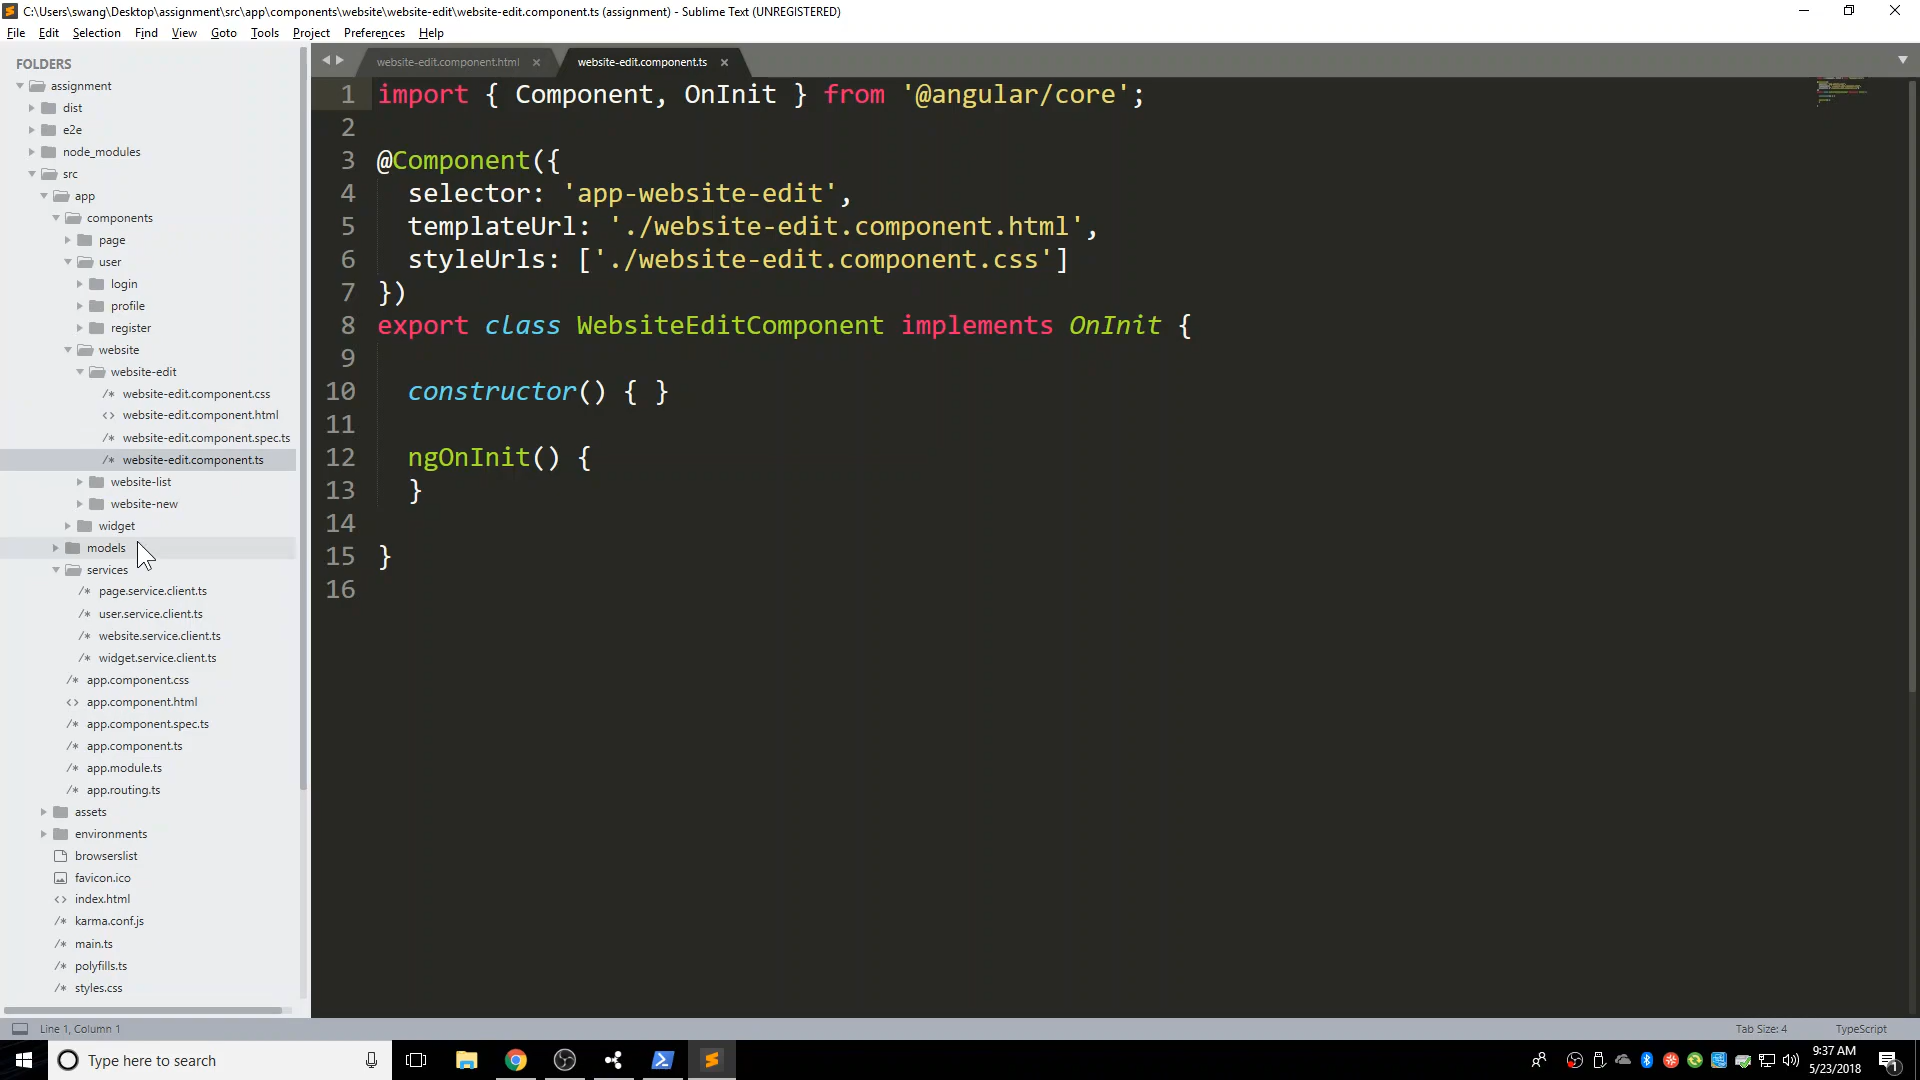 C:\Users\swang\Desktop\assignment\src\app\components\website\website-edit\website-edit.component.ts (assignment) - Sublime Text (UNREGISTERED)
File Edit Selection Find View Goto Tools Project Preferences Help
FOLDERS
assignment
dist
e2e
node_modules
src
app
components
page
user
login
profile
register
website
website-edit
/* website-edit.component.css
<> website-edit.component.html
/* website-edit.component.spec.ts
/* website-edit.component.ts
website-list
website-new
widget
models
services
/* page.service.client.ts
/* user.service.client.ts
/* website.service.client.ts
/* widget.service.client.ts
/* app.component.css
<> app.component.html
/* app.component.spec.ts
/* app.component.ts
/* app.module.ts
/* app.routing.ts
assets
environments
browserslist
favicon.ico
<> index.html
/* karma.conf.js
/* main.ts
/* polyfills.ts
/* styles.css
website-edit.component.html × website-edit.component.ts ×
1 import { Component, OnInit } from '@angular/core';
2
3 @Component({
4 selector: 'app-website-edit',
5 templateUrl: './website-edit.component.html',
6 styleUrls: ['./website-edit.component.css']
7 })
8 export class WebsiteEditComponent implements OnInit {
9
10 constructor() { }
11
12 ngOnInit() {
13 }
14
15 }
16
Line 1, Column 1 Tab Size: 4 TypeScript
Type here to search
9:37 AM
5/23/2018
1